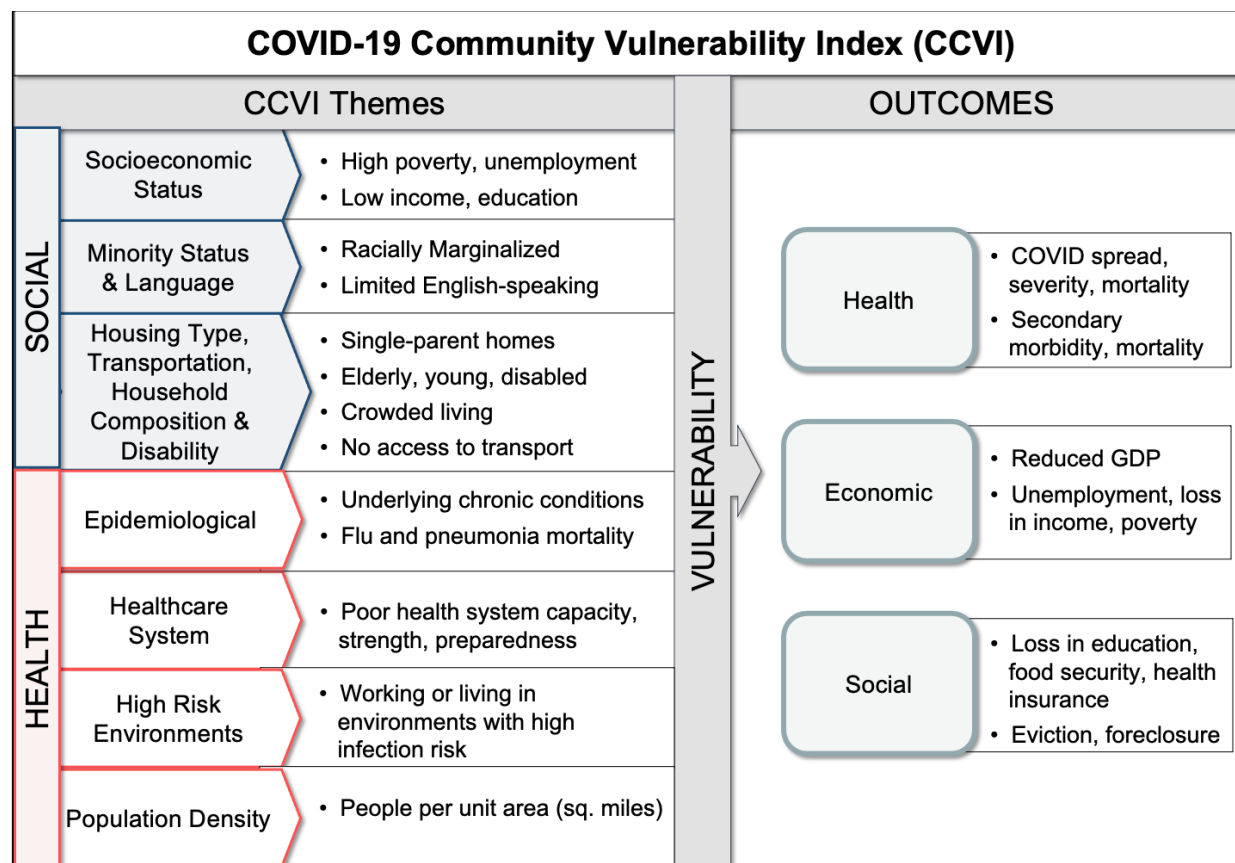 COVID-19 Community Vulnerability Index (CCVI)
CCVI Themes
SOCIAL
Socioeconomic
Status
• High poverty, unemployment
• Low income, education
Minority Status
& Language
• Racially Marginalized
• Limited English-speaking
Housing Type,
Transportation,
Household
Composition &
Disability
• Single-parent homes
• Elderly, young, disabled
• Crowded living
• No access to transport
HEALTH
Epidemiological
• Underlying chronic conditions
• Flu and pneumonia mortality
Healthcare
System
• Poor health system capacity,
strength, preparedness
High Risk
Environments
• Working or living in
environments with high
infection risk
Population Density
• People per unit area (sq. miles)
VULNERABILITY
OUTCOMES
Health
• COVID spread,
severity, mortality
• Secondary
morbidity, mortality
Economic
• Reduced GDP
• Unemployment, loss
in income, poverty
Social
• Loss in education,
food security, health
insurance
• Eviction, foreclosure